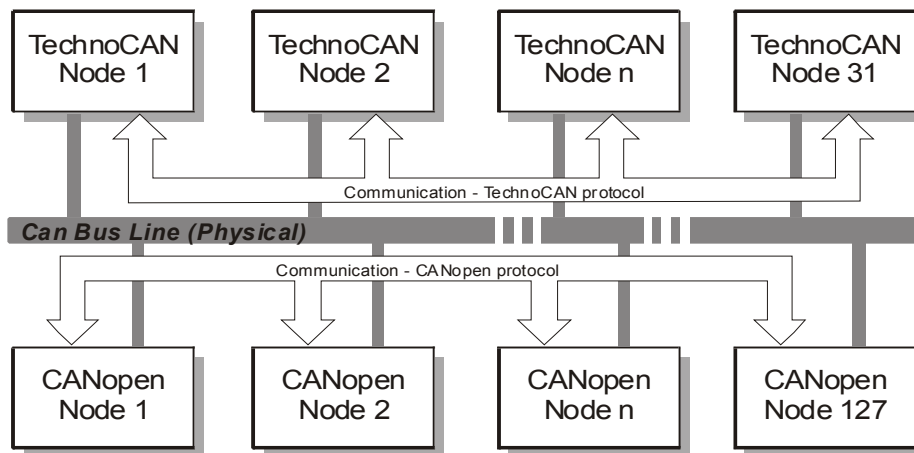 TechnoCAN
Node 1
TechnoCAN
Node 2
TechnoCAN
Node n
TechnoCAN
Node 31
Communication - TechnoCAN protocol
Can Bus Line (Physical)
Communication - CANopen protocol
CANopen
Node 1
CANopen
Node 2
CANopen
Node n
CANopen
Node 127